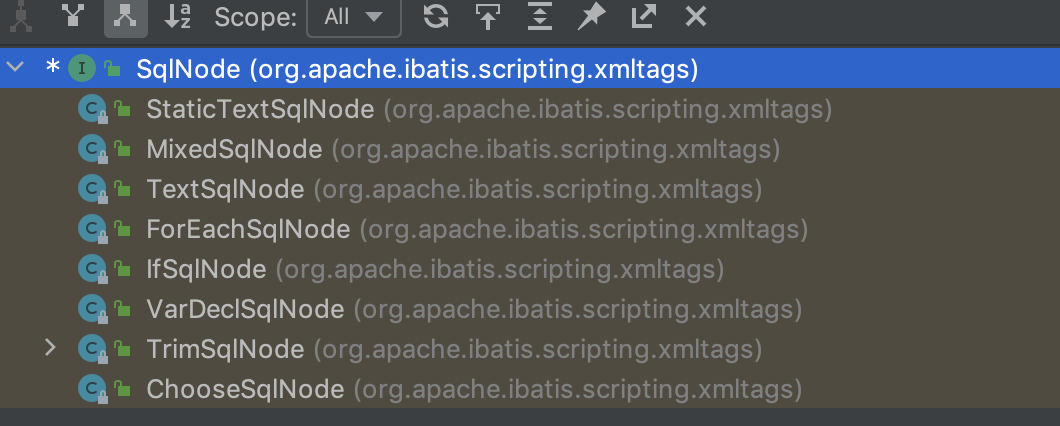 Scope: All
* I SqlNode (org.apache.ibatis.scripting.xmltags)
C StaticTextSqlNode (org.apache.ibatis.scripting.xmltags)
C MixedSqlNode (org.apache.ibatis.scripting.xmltags)
C TextSqlNode (org.apache.ibatis.scripting.xmltags)
C ForEachSqlNode (org.apache.ibatis.scripting.xmltags)
C IfSqlNode (org.apache.ibatis.scripting.xmltags)
C VarDeclSqlNode (org.apache.ibatis.scripting.xmltags)
C TrimSqlNode (org.apache.ibatis.scripting.xmltags)
C ChooseSqlNode (org.apache.ibatis.scripting.xmltags)